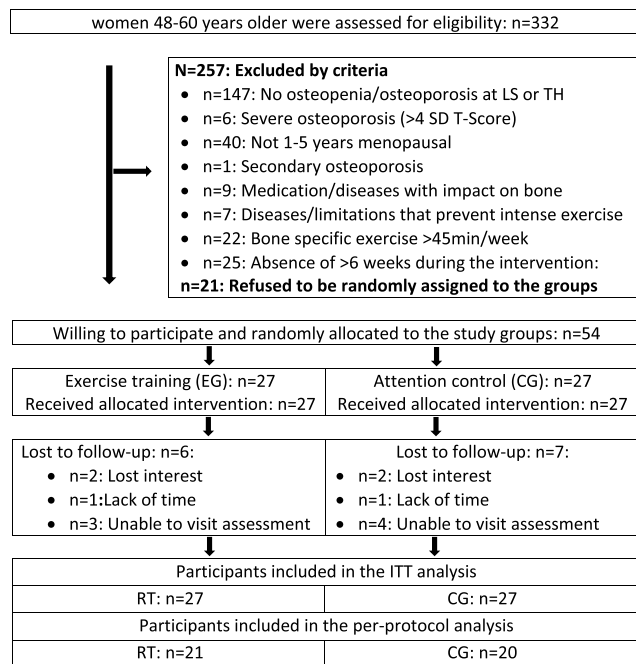 women 48-60 years older were assessed for eligibility: n=332
N=257: Excluded by criteria
• n=147: No osteopenia/osteoporosis at LS or TH
• n=6: Severe osteoporosis (>4 SD T-Score)
• n=40: Not 1-5 years menopausal
• n=1: Secondary osteoporosis
• n=9: Medication/diseases with impact on bone
• n=7: Diseases/limitations that prevent intense exercise
• n=22: Bone specific exercise >45min/week
• n=25: Absence of >6 weeks during the intervention:
n=21: Refused to be randomly assigned to the groups
Willing to participate and randomly allocated to the study groups: n=54
Exercise training (EG): n=27
Received allocated intervention: n=27
Attention control (CG): n=27
Received allocated intervention: n=27
Lost to follow-up: n=6:
• n=2: Lost interest
• n=1:Lack of time
• n=3: Unable to visit assessment
Lost to follow-up: n=7:
• n=2: Lost interest
• n=1: Lack of time
• n=4: Unable to visit assessment
Participants included in the ITT analysis
RT: n=27
CG: n=27
Participants included in the per-protocol analysis
RT: n=21
CG: n=20